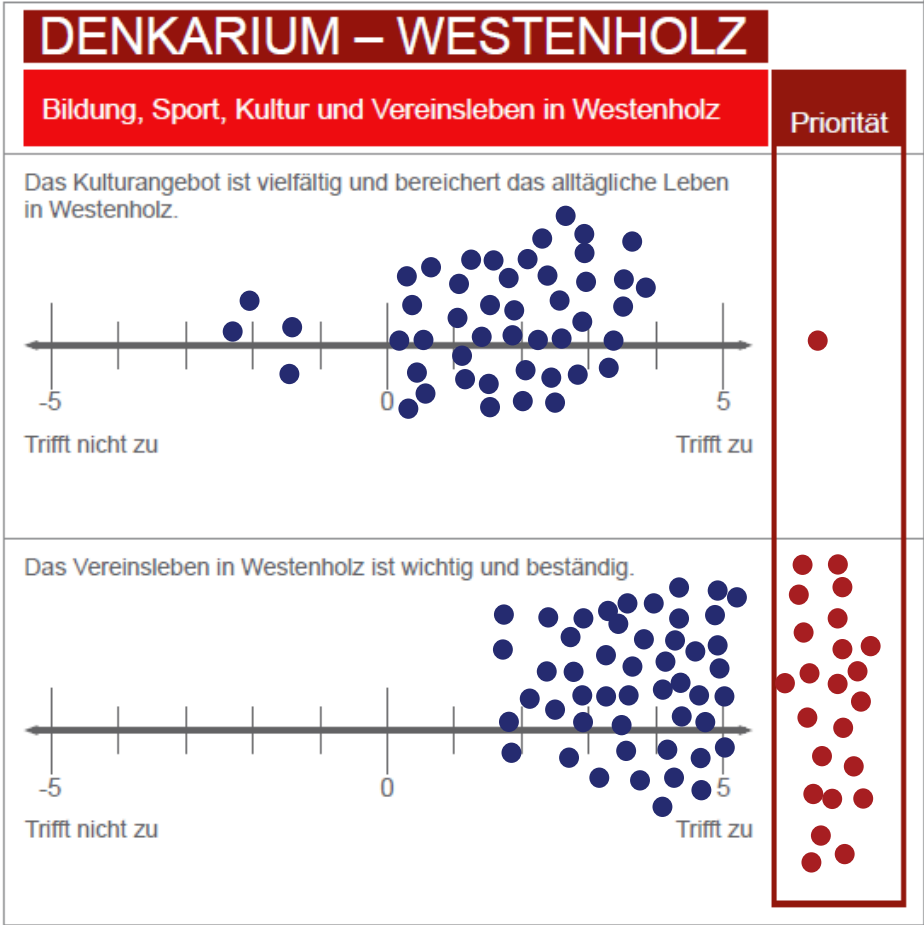 DENKARIUM – WESTENHOLZ
Bildung, Sport, Kultur und Vereinsleben in Westenholz
Priorität
Das Kulturangebot ist vielfältig und bereichert das alltägliche Leben
in Westenholz.
-5 0 5
Trifft nicht zu Trifft zu
Das Vereinsleben in Westenholz ist wichtig und beständig.
-5 0 5
Trifft nicht zu Trifft zu